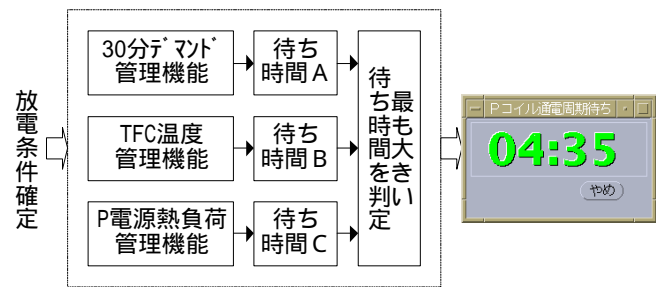 放電条件確定
30分ﾃﾞﾏﾝﾄﾞ
管理機能
待ち
時間A
TFC温度
管理機能
待ち
時間B
P電源熱負荷
管理機能
待ち
時間C
最も大きい
待ち時間を判定
Pコイル通電周期待ち
04:35
やめ